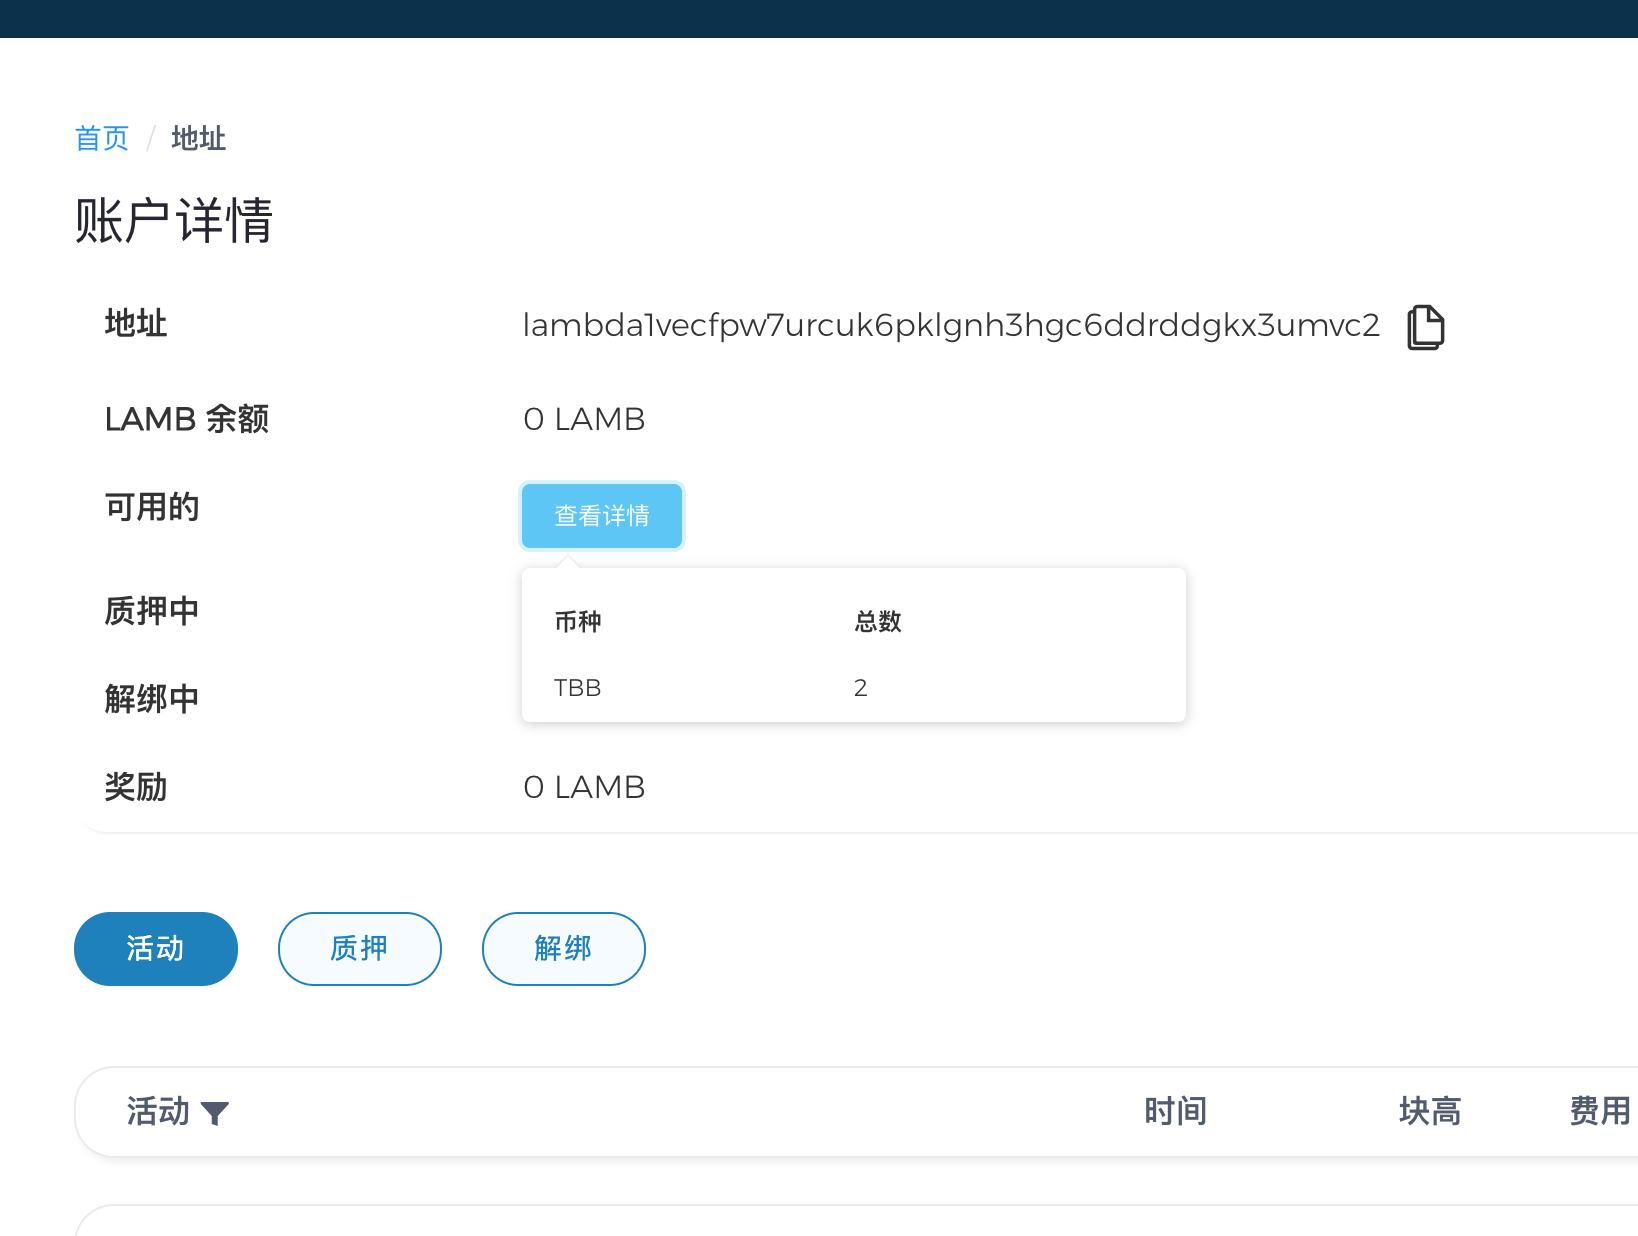 首页 / 地址
账户详情
地址 lambda1vecfpw7urcuk6pklgnh3hgc6ddrddgkx3umvc2
LAMB 余额 0 LAMB
可用的 查看详情
币种 总数
TBB 2
质押中
解绑中
奖励 0 LAMB
活动 质押 解绑
活动 时间 块高 费用